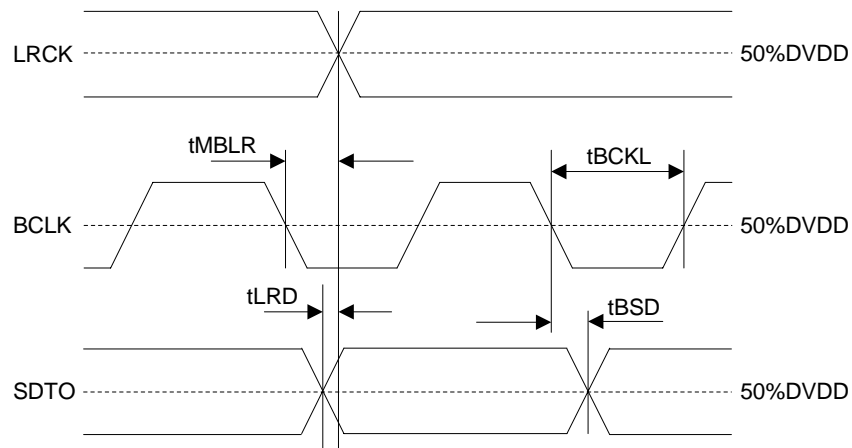 LRCK 50%DVDD
tMBLR tBCKL
BCLK 50%DVDD
tLRD tBSD
SDTO 50%DVDD